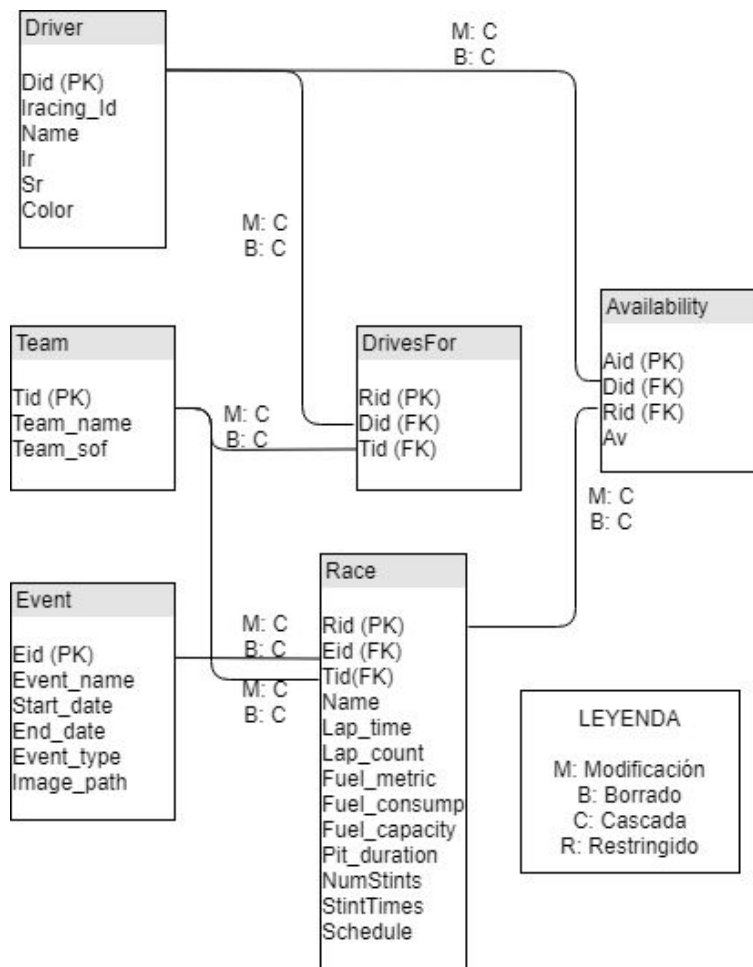 Driver
Did (PK)
Iracing_Id
Name
Ir
Sr
Color
M: C
B: C
M: C
B: C
Team
Tid (PK)
Team_name
Team_sof
M: C
B: C
DrivesFor
Rid (PK)
Did (FK)
Tid (FK)
Availability
Aid (PK)
Did (FK)
Rid (FK)
Av
M: C
B: C
Event
Eid (PK)
Event_name
Start_date
End_date
Event_type
Image_path
M: C
B: C
M: C
B: C
Race
Rid (PK)
Eid (FK)
Tid(FK)
Name
Lap_time
Lap_count
Fuel_metric
Fuel_consump
Fuel_capacity
Pit_duration
NumStints
StintTimes
Schedule
LEYENDA
M: Modificación
B: Borrado
C: Cascada
R: Restringido